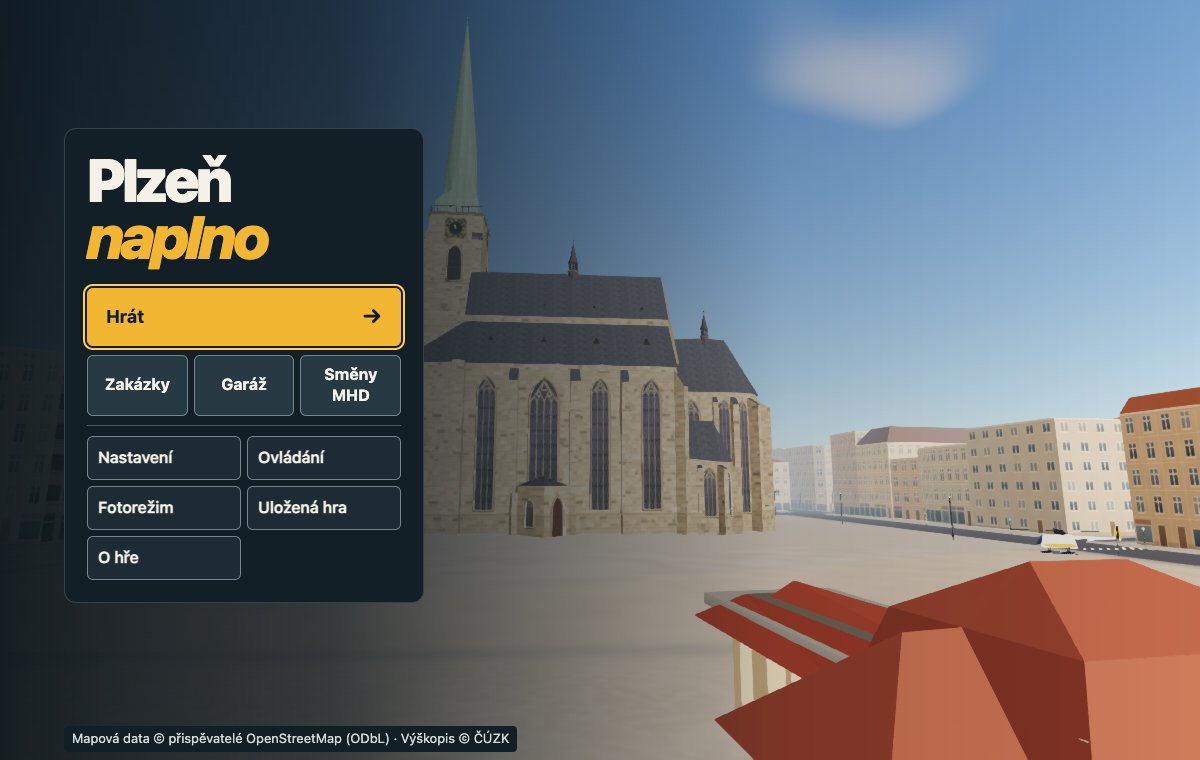 Plzeň
naplno
Hrát →
Zakázky
Garáž
Směny
MHD
Nastavení
Ovládání
Fotorežim
Uložená hra
O hře
Mapová data © přispěvatelé OpenStreetMap (ODbL) · Výškopis © ČÚZK